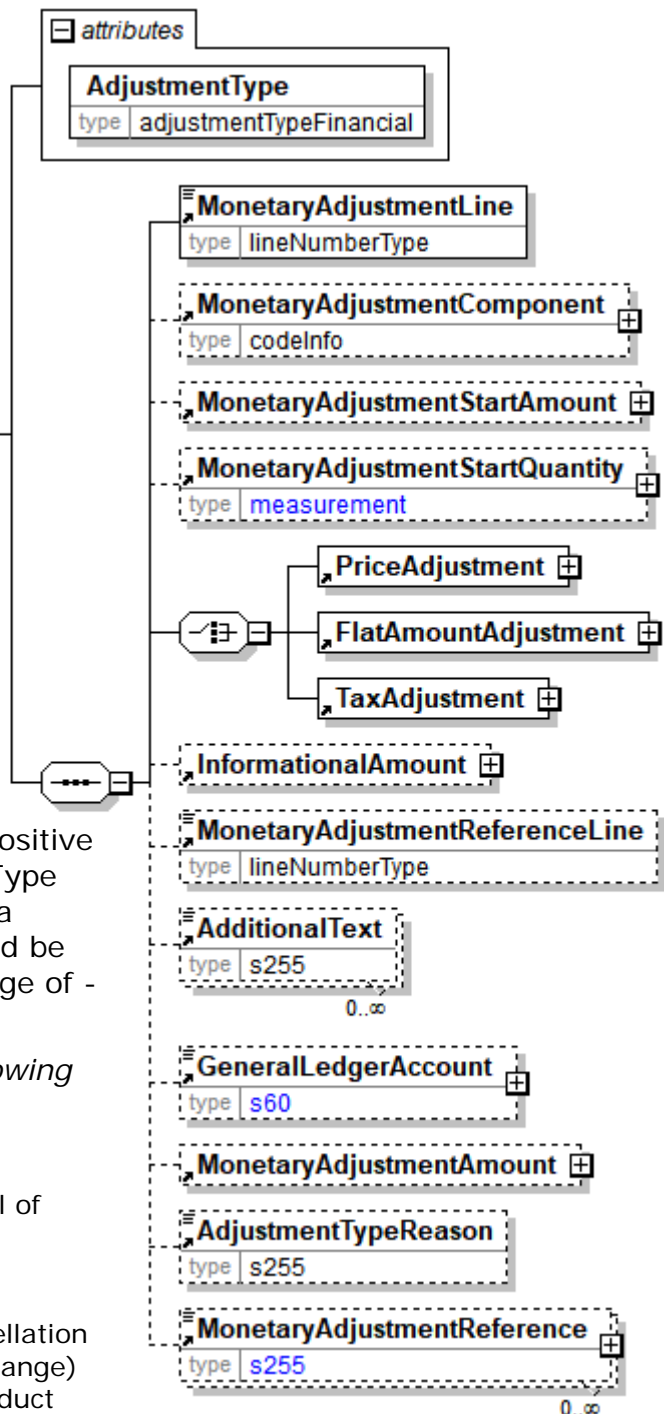 attributes
AdjustmentType
type adjustmentTypeFinancial
MonetaryAdjustmentLine
type lineNumberType
MonetaryAdjustmentComponent
type codeInfo
MonetaryAdjustmentStartAmount
MonetaryAdjustmentStartQuantity
type measurement
PriceAdjustment
FlatAmountAdjustment
TaxAdjustment
InformationalAmount
MonetaryAdjustmentReferenceLine
type lineNumberType
AdditionalText
type s255
0..∞
GeneralLedgerAccount
type s60
MonetaryAdjustmentAmount
AdjustmentTypeReason
type s255
MonetaryAdjustmentReference
type s255
0..∞
ositive
Type
a
d be
ge of -
owing
l of
ellation
ange)
duct